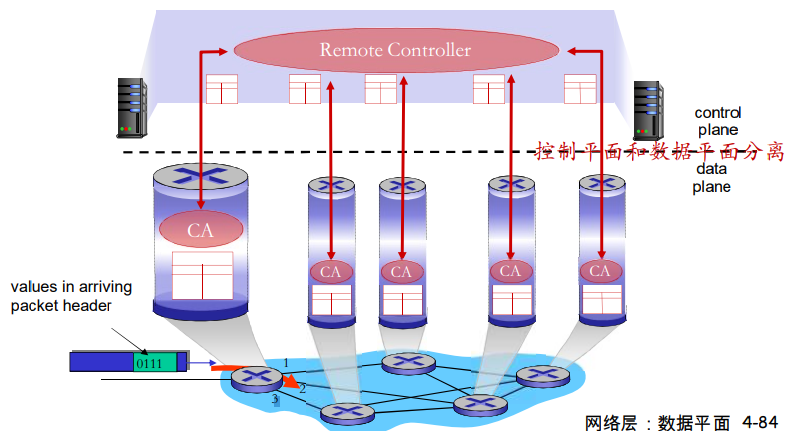 Remote Controller
control
plane
控制平面和数据平面分离
data
plane
CA
CA
CA
CA
CA
values in arriving
packet header
0111
1
2
3
网络层：数据平面 4-84